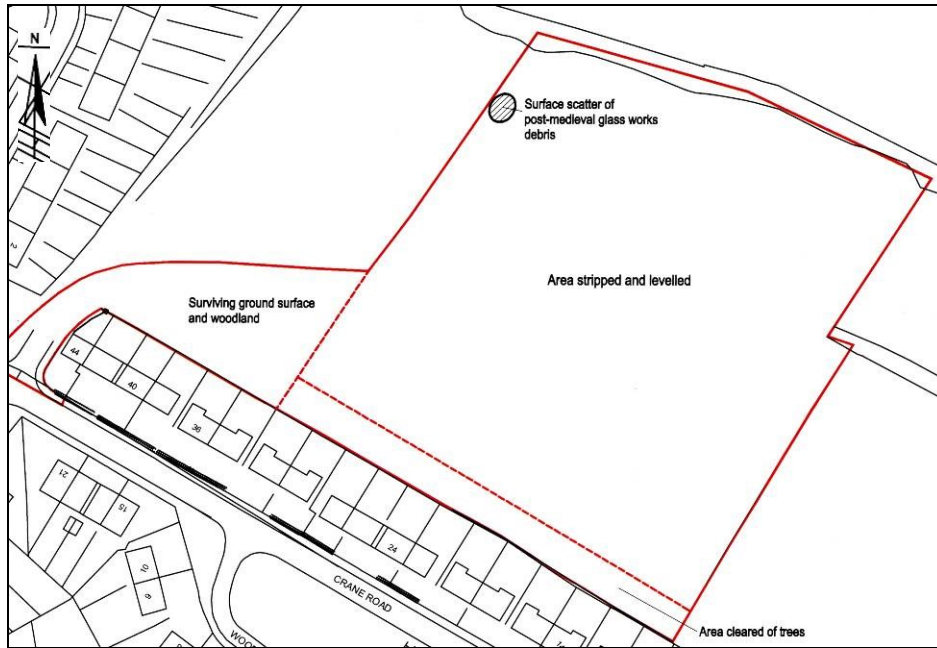 N
Surface scatter of
post-medieval glass works
debris
Area stripped and levelled
Surviving ground surface
and woodland
2
44
40
36
24
21
15
10
9
CRANE ROAD
Area cleared of trees